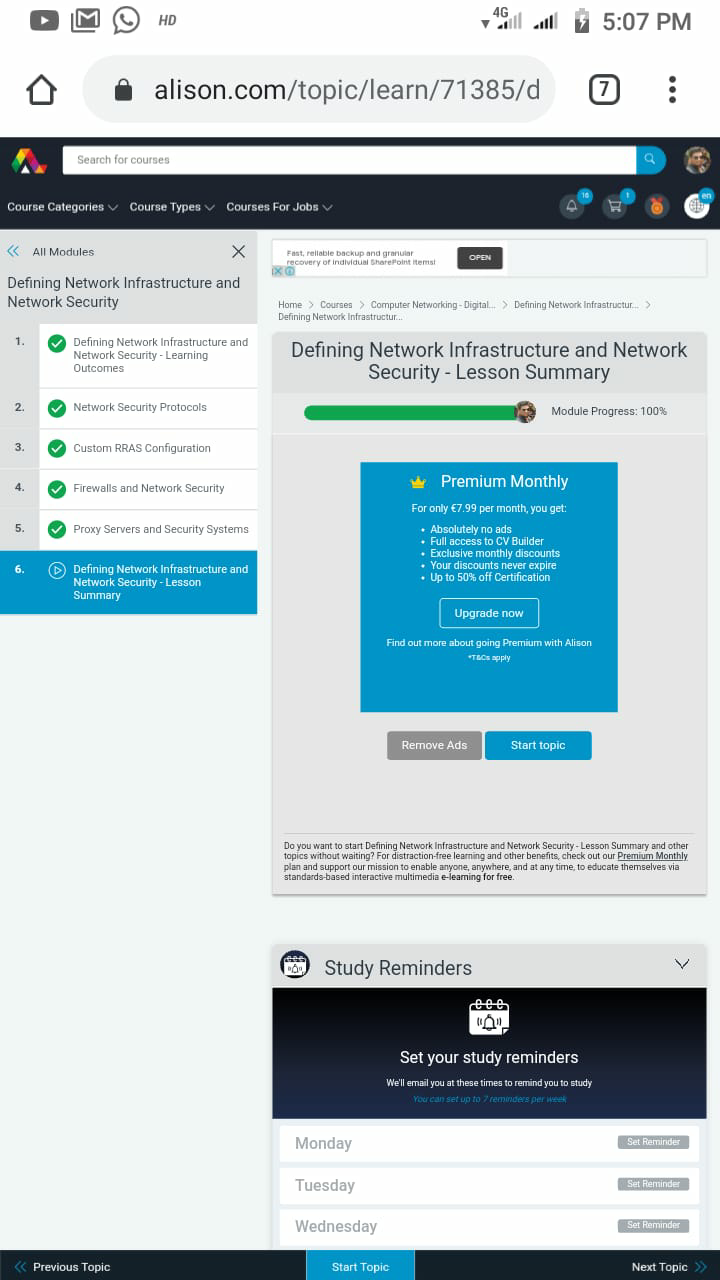 HD
4G
5:07 PM
alison.com/topic/learn/71385/d
7
Search for courses
Course Categories
Course Types
Courses For Jobs
16
1
en
All Modules
Defining Network Infrastructure and
Network Security
1.
Defining Network Infrastructure and
Network Security - Learning
Outcomes
2.
Network Security Protocols
3.
Custom RRAS Configuration
4.
Firewalls and Network Security
5.
Proxy Servers and Security Systems
6.
Defining Network Infrastructure and
Network Security - Lesson
Summary
Fast, reliable backup and granular
recovery of individual SharePoint items!
OPEN
Home > Courses > Computer Networking - Digital... > Defining Network Infrastructur... >
Defining Network Infrastructur...
Defining Network Infrastructure and Network
Security - Lesson Summary
Module Progress: 100%
Premium Monthly
For only €7.99 per month, you get:
• Absolutely no ads
• Full access to CV Builder
• Exclusive monthly discounts
• Your discounts never expire
• Up to 50% off Certification
Upgrade now
Find out more about going Premium with Alison
*T&Cs apply
Remove Ads
Start topic
Do you want to start Defining Network Infrastructure and Network Security - Lesson Summary and other
topics without waiting? For distraction-free learning and other benefits, check out our Premium Monthly
plan and support our mission to enable anyone, anywhere, and at any time, to educate themselves via
standards-based interactive multimedia e-learning for free.
Study Reminders
Set your study reminders
We'll email you at these times to remind you to study
You can set up to 7 reminders per week
Monday
Set Reminder
Tuesday
Set Reminder
Wednesday
Set Reminder
Previous Topic
Start Topic
Next Topic